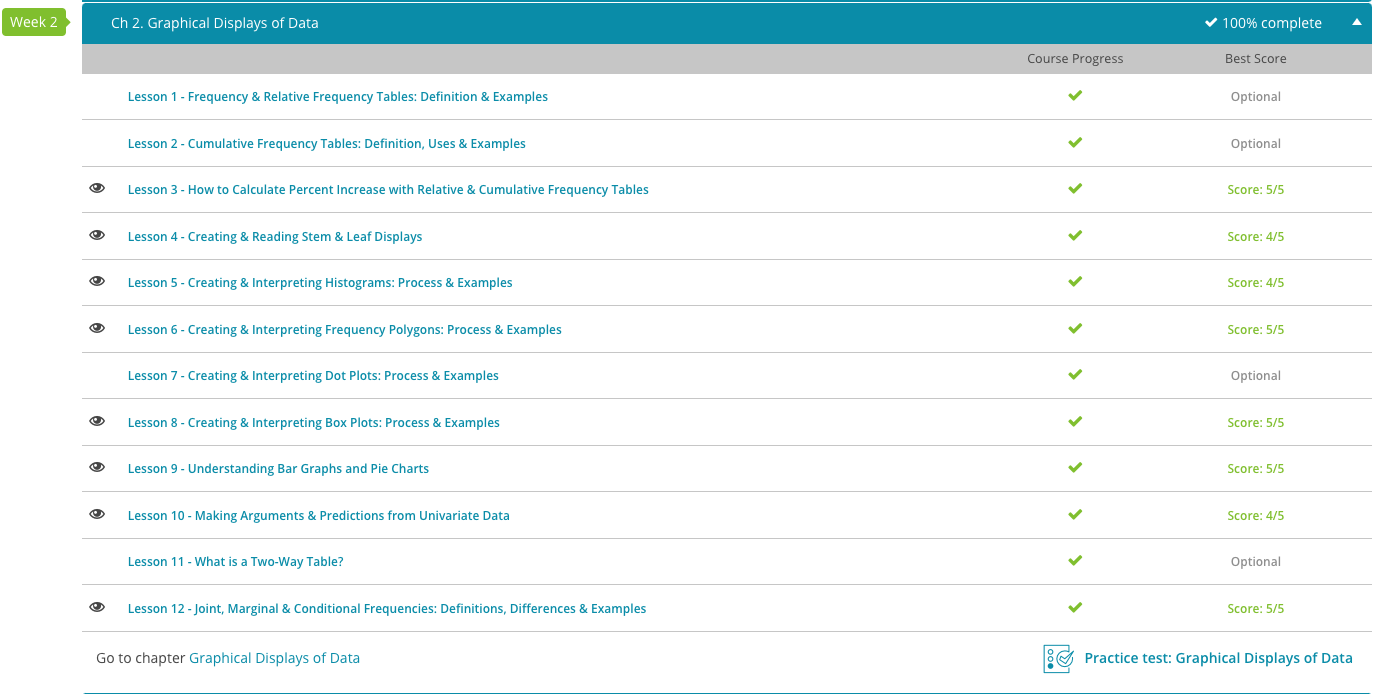 Week 2
Ch 2. Graphical Displays of Data 100% complete
Course Progress Best Score
Lesson 1 - Frequency & Relative Frequency Tables: Definition & Examples Optional
Lesson 2 - Cumulative Frequency Tables: Definition, Uses & Examples Optional
Lesson 3 - How to Calculate Percent Increase with Relative & Cumulative Frequency Tables Score: 5/5
Lesson 4 - Creating & Reading Stem & Leaf Displays Score: 4/5
Lesson 5 - Creating & Interpreting Histograms: Process & Examples Score: 4/5
Lesson 6 - Creating & Interpreting Frequency Polygons: Process & Examples Score: 5/5
Lesson 7 - Creating & Interpreting Dot Plots: Process & Examples Optional
Lesson 8 - Creating & Interpreting Box Plots: Process & Examples Score: 5/5
Lesson 9 - Understanding Bar Graphs and Pie Charts Score: 5/5
Lesson 10 - Making Arguments & Predictions from Univariate Data Score: 4/5
Lesson 11 - What is a Two-Way Table? Optional
Lesson 12 - Joint, Marginal & Conditional Frequencies: Definitions, Differences & Examples Score: 5/5
Go to chapter Graphical Displays of Data Practice test: Graphical Displays of Data